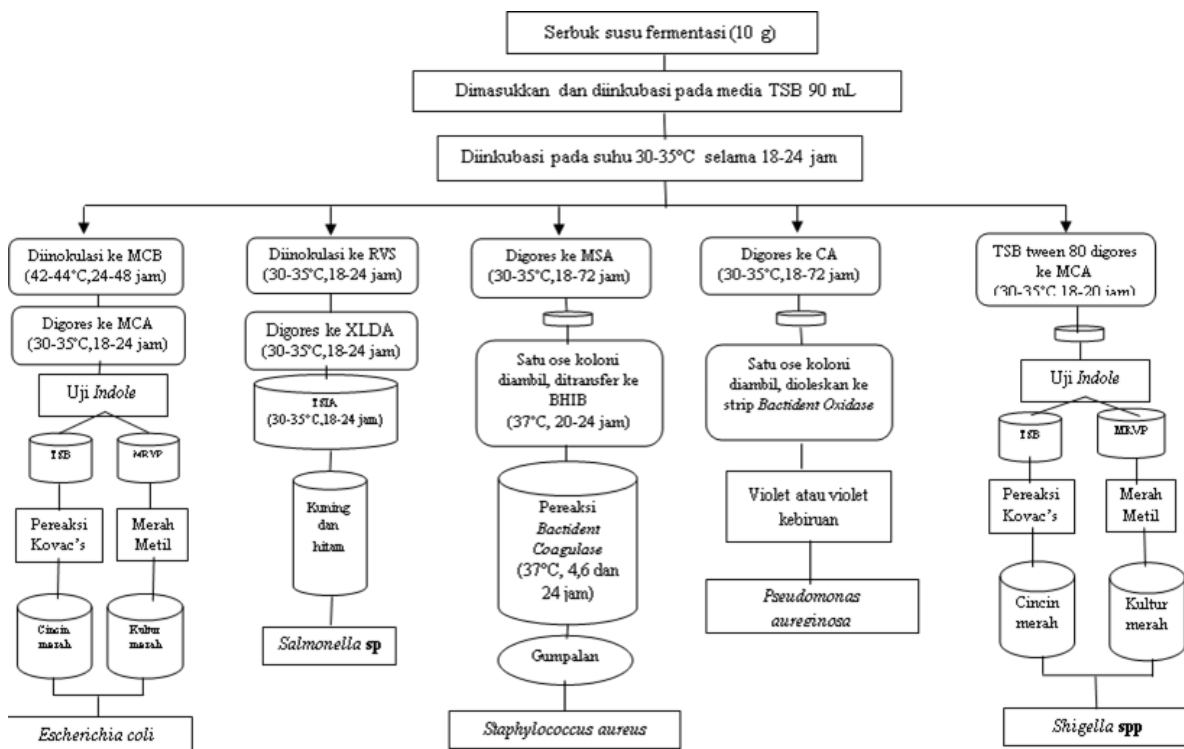 Serbuk susu fermentasi (10 g)
Dimasukkan dan diinkubasi pada media TSB 90 mL
Diinkubasi pada suhu 30-35°C selama 18-24 jam
Diinokulasi ke MCB
(42-44°C,24-48 jam)
Digores ke MCA
(30-35°C,18-24 jam)
Uji Indole
TSB
MRVP
Pereaksi
Kovac's
Merah
Metil
Cincin
merah
Kultur
merah
Escherichia coli
Diinokulasi ke RVS
(30-35°C,18-24 jam)
Digores ke XLDA
(30-35°C,18-24 jam)
TSIA
(30-35°C,18-24 jam)
Kuning
dan
hitam
Salmonella sp
Digores ke MSA
(30-35°C,18-72 jam)
Satu ose koloni
diambil, ditransfer ke
BHIB
(37°C, 20-24 jam)
Pereaksi
Bactident
Coagulase
(37°C, 4,6 dan
24 jam)
Gumpalan
Staphylococcus aureus
Digores ke CA
(30-35°C,18-72 jam)
Satu ose koloni
diambil, dioleskan ke
strip Bactident Oxidase
Violet atau violet
kebiruan
Pseudomonas
aureginosa
TSB tween 80 digores
ke MCA
(30-35°C,18-20 jam)
Uji Indole
TSB
MRVP
Pereaksi
Kovac's
Merah
Metil
Cincin
merah
Kultur
merah
Shigella spp